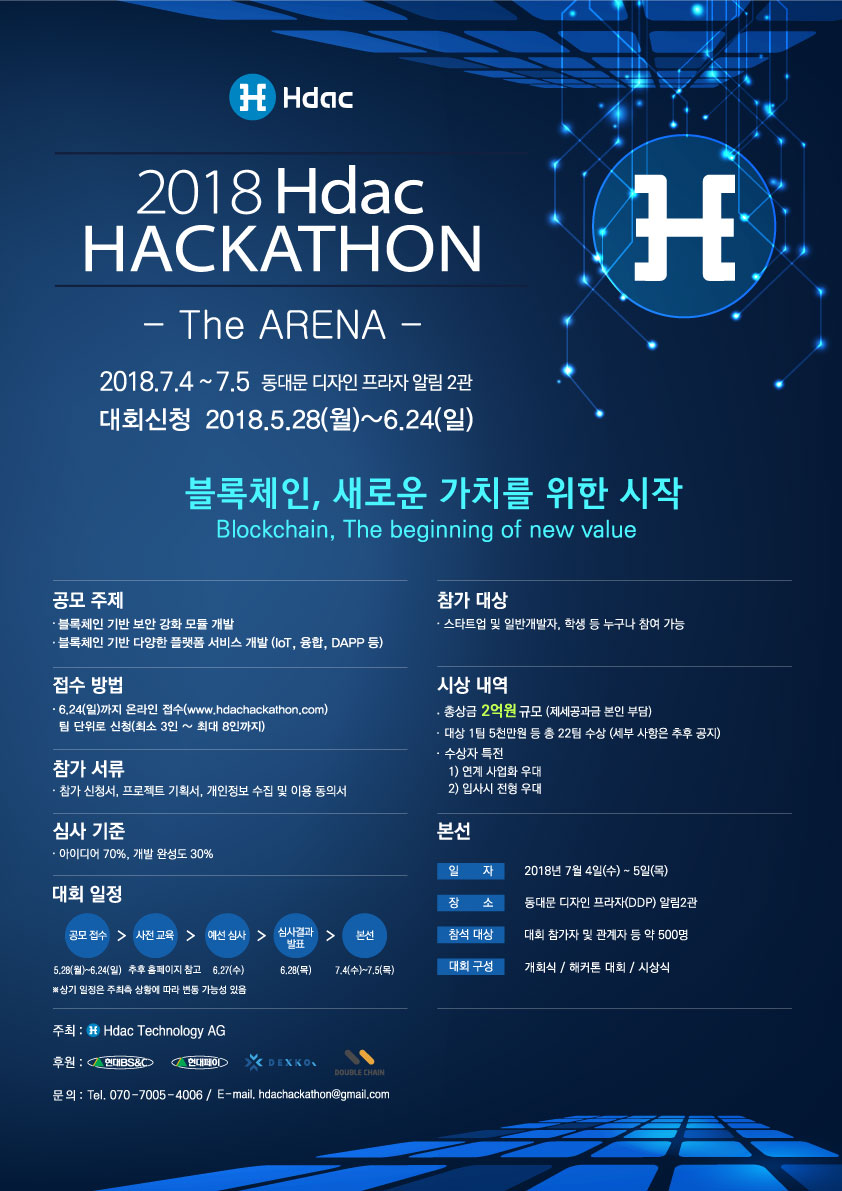 Hdac
2018 Hdac
HACKATHON
- The ARENA -
2018.7.4 ~ 7.5 동대문 디자인 프라자 알림 2관
대회신청 2018.5.28(월)~6.24(일)
블록체인, 새로운 가치를 위한 시작
Blockchain, The beginning of new value
공모 주제
· 블록체인 기반 보안 강화 모듈 개발
· 블록체인 기반 다양한 플랫폼 서비스 개발 (IoT, 융합, DAPP 등)
접수 방법
· 6.24(일)까지 온라인 접수(www.hdachackathon.com)
팀 단위로 신청(최소 3인 ~ 최대 8인까지)
참가 서류
· 참가 신청서, 프로젝트 기획서, 개인정보 수집 및 이용 동의서
심사 기준
· 아이디어 70%, 개발 완성도 30%
대회 일정
공모 접수 > 사전 교육 > 예선 심사 > 심사결과 발표 > 본선
5.28(월)~6.24(일) 추후 홈페이지 참고 6.27(수) 6.28(목) 7.4(수)~7.5(목)
※상기 일정은 주최측 상황에 따라 변동 가능성 있음
참가 대상
· 스타트업 및 일반개발자, 학생 등 누구나 참여 가능
시상 내역
. 총상금 2억원 규모 (제세공과금 본인 부담)
· 대상 1팀 5천만원 등 총 22팀 수상 (세부 사항은 추후 공지)
· 수상자 특전
1) 연계 사업화 우대
2) 입사시 전형 우대
본선
일 자 2018년 7월 4일(수) ~ 5일(목)
장 소 동대문 디자인 프라자(DDP) 알림2관
참석 대상 대회 참가자 및 관계자 등 약 500명
대회 구성 개회식 / 해커톤 대회 / 시상식
주최 : Hdac Technology AG
후원 : 현대BS&C 현대페이 DEXKO DOUBLE CHAIN
문의 : Tel. 070-7005-4006 / E-mail. hdachackathon@gmail.com